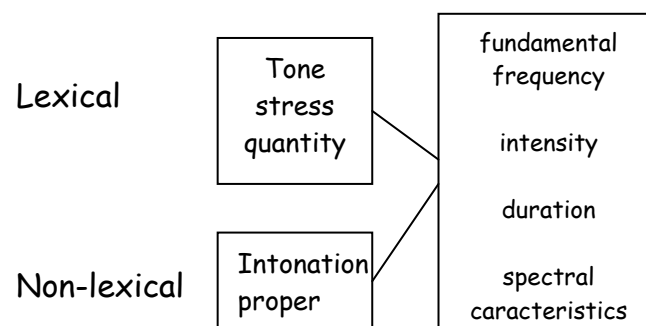 Lexical
Tone
stress
quantity
Non-lexical
Intonation
proper
fundamental
frequency
intensity
duration
spectral
caracteristics